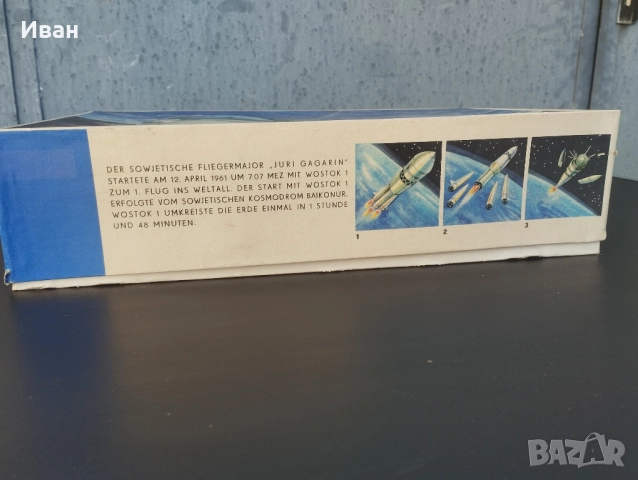 Иван
DER SOWJETISCHE FLIEGERMAJOR „JURI GAGARIN"
STARTETE AM 12. APRIL 1961 UM 7.07 MEZ MIT WOSTOK 1
ZUM 1. FLUG INS WELTALL. DER START MIT WOSTOK 1
ERFOLGTE VOM SOWJETISCHEN KOSMODROM BAIKONUR.
WOSTOK 1 UMKREISTE DIE ERDE EINMAL IN 1 STUNDE
UND 48 MINUTEN.
1 2 3
BAZAR